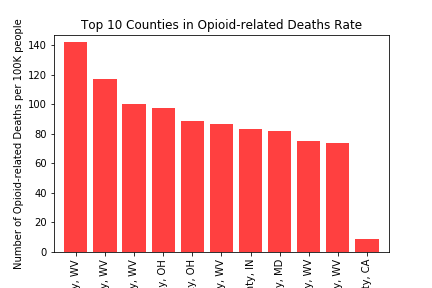 Top 10 Counties in Opioid-related Deaths Rate
Number of Opioid-related Deaths per 100K people
140
120
100
80
60
40
20
0
y, WV
y, WV
y, WV
y, OH
y, OH
y, WV
ty, IN
y, MD
y, WV
y, WV
ty, CA